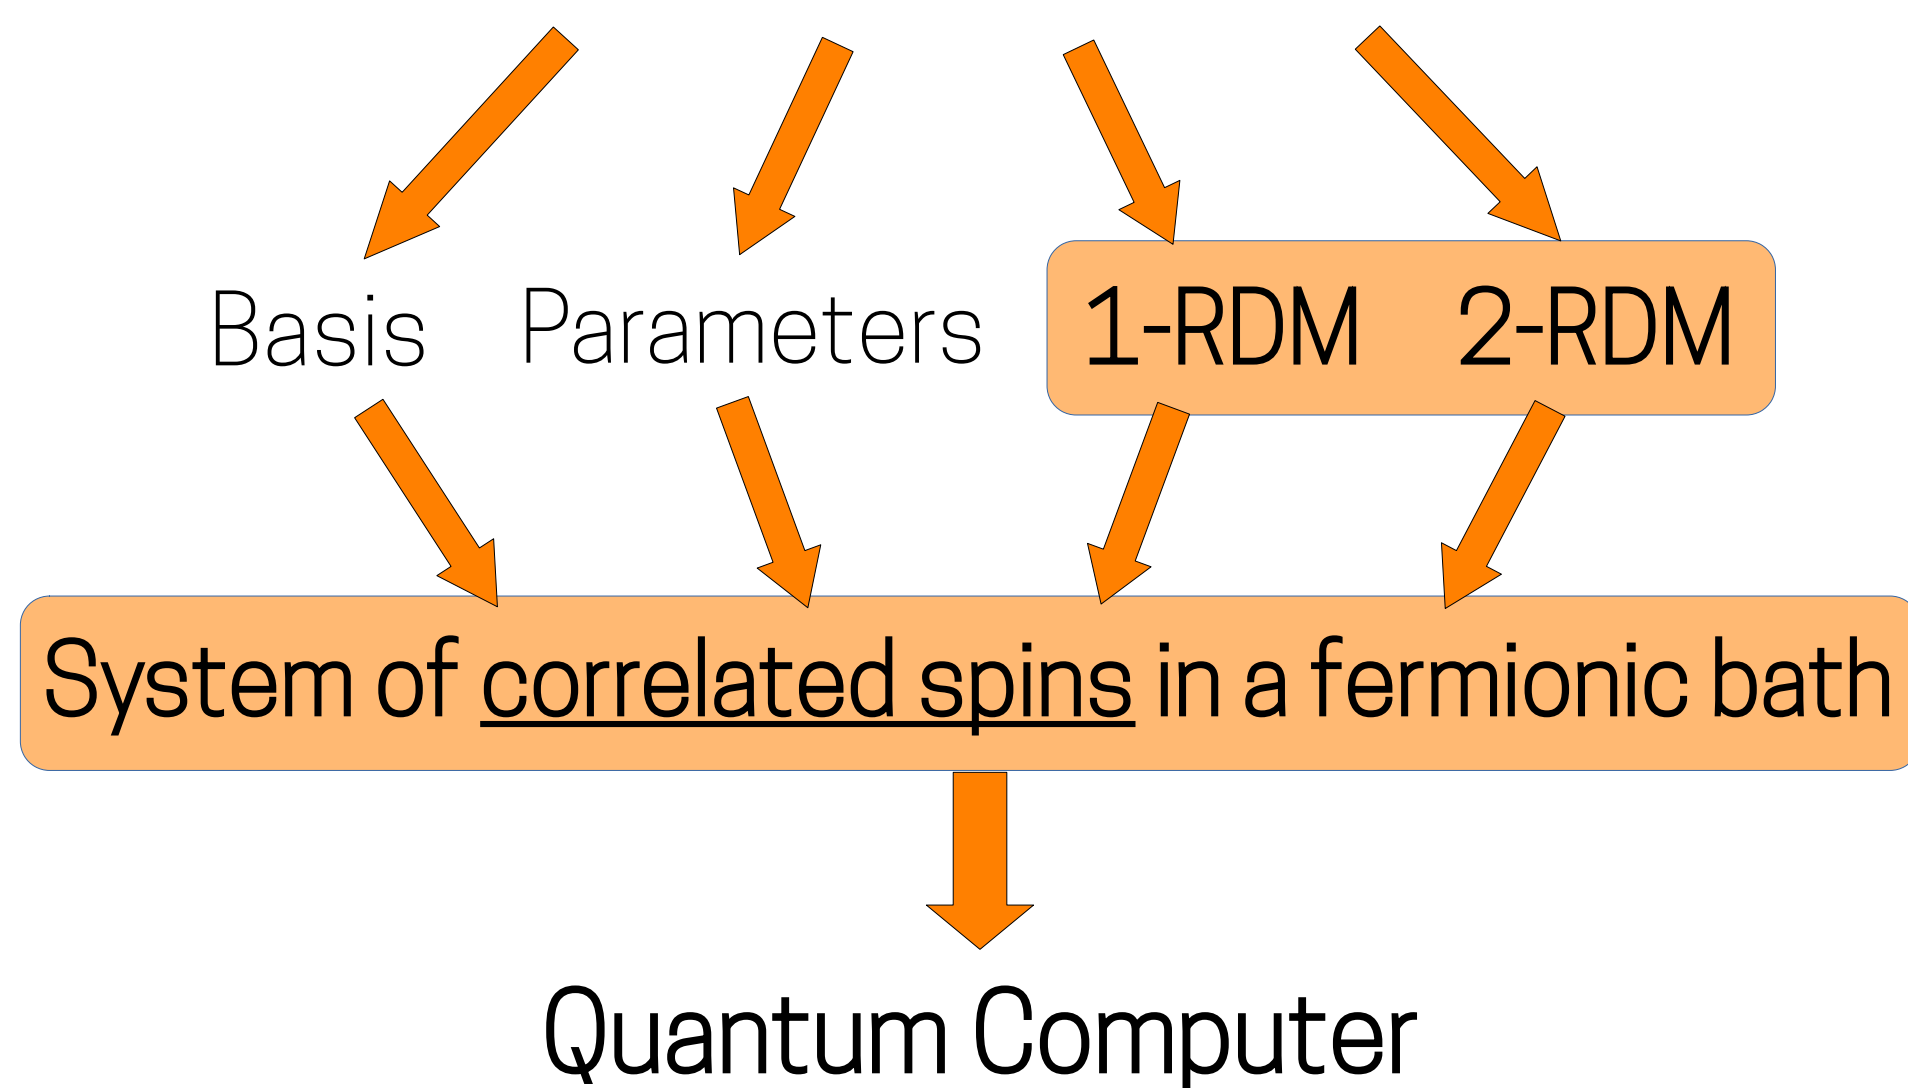 Basis Parameters 1-RDM 2-RDM
System of correlated spins in a fermionic bath
Quantum Computer